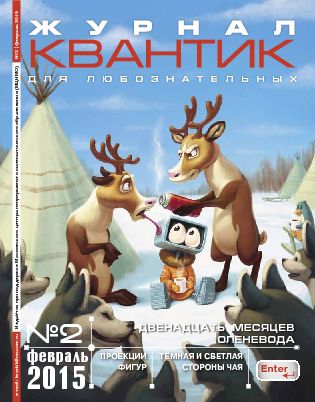 ЖУРНАЛ
КВАНТИК
ДЛЯ ЛЮБОЗНАТЕЛЬНЫХ
№2
февраль
2015
ДВЕНАДЦАТЬ МЕСЯЦЕВ
ОЛЕНЕВОДА
ПРОЕКЦИИ
ФИГУР
ТЁМНАЯ И СВЕТЛАЯ
СТОРОНЫ ЧАЯ
Enter